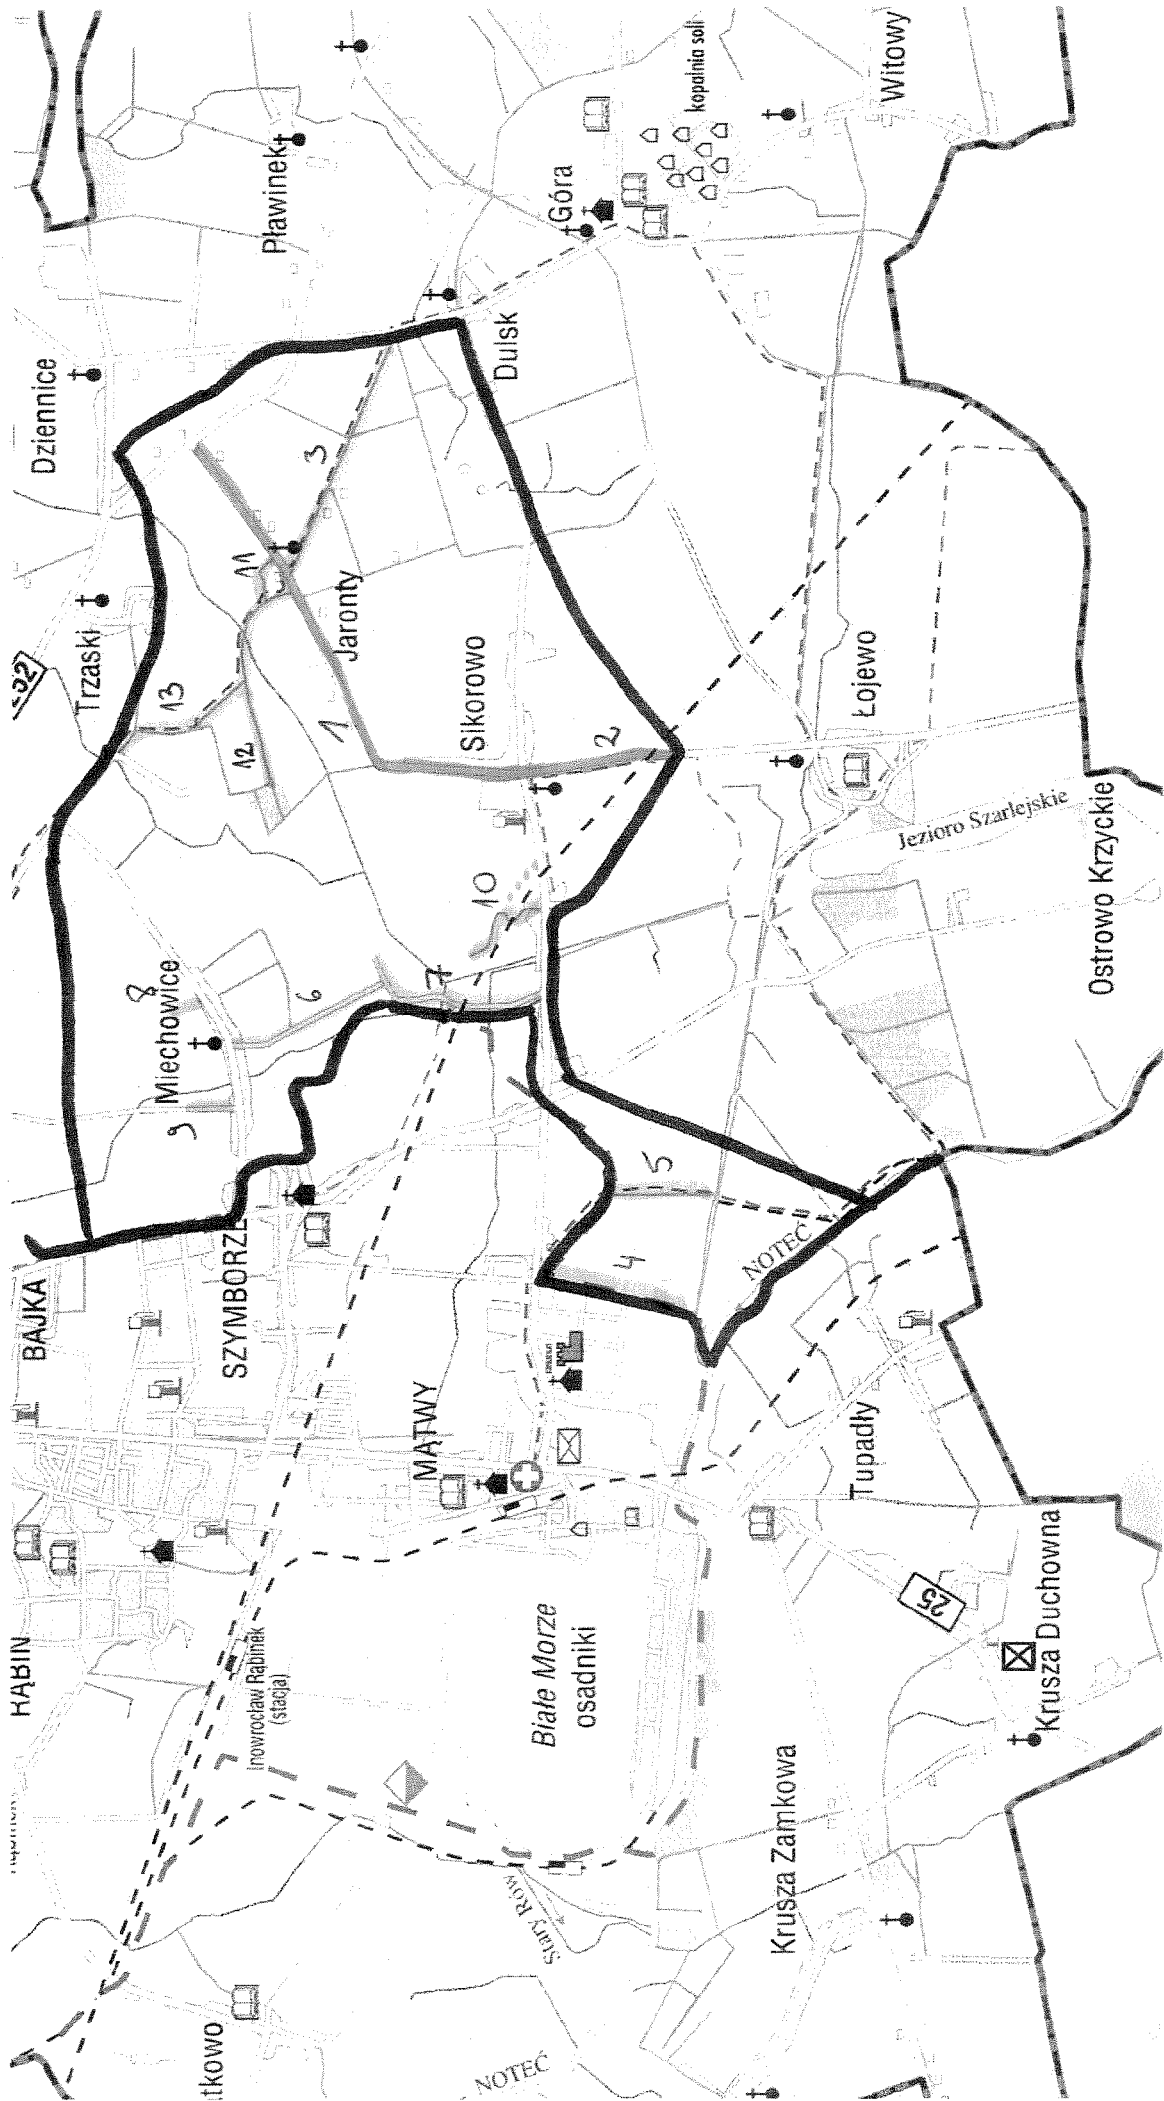 Witowy
kopalnia soli
Góra
Pławinek
Dulsk
Dziennice
3
11
Jaronty
Trzaski
13
12
1
Sikorowo
2
Łojewo
Jezioro Szarlejskie
Ostrowo Krzyckie
10
Miechowice
8
6
7
9
5
4
NOTEĆ
SZYMBORZE
BAJKA
MĄTWY
Tupadły
25
Krusza Duchowna
RĄBIN
Inowrocław Rąbinek
(stacja)
Białe Morze
osadniki
Krusza Zamkowa
Stary Rów
NOTEĆ
tkowo